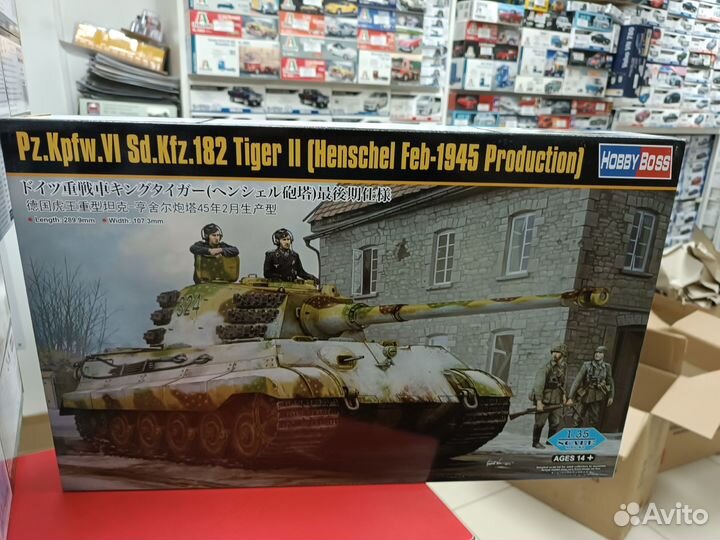 Pz.Kpfw.VI Sd.Kfz.182 Tiger II (Henschel Feb-1945 Production)
HOBBY BOSS
ドイツ重戦車キングタイガー(ヘンシェル砲塔)最後期仕様
德国虎王重型坦克-亨舍尔炮塔45年2月生产型
● Length: 289.9mm ● Width: 107.3mm
324
1:35
SCALE
AGES 14 +
Avito